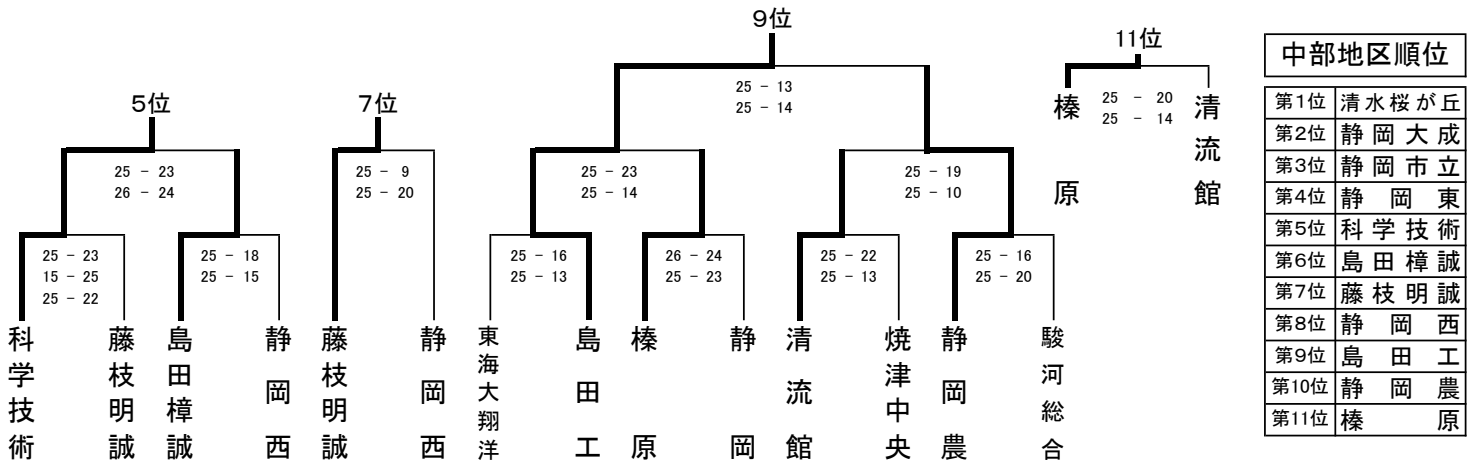 5位
25 - 23
26 - 24
25 - 23
15 - 25
25 - 22
25 - 18
25 - 15
科学技術
藤枝明誠
島田樟誠
静岡西
7位
25 - 9
25 - 20
藤枝明誠
静岡西
9位
25 - 13
25 - 14
25 - 23
25 - 14
25 - 19
25 - 10
25 - 16
25 - 13
26 - 24
25 - 23
25 - 22
25 - 13
25 - 16
25 - 20
東海大翔洋
島田工
榛原
静岡
清流館
焼津中央
静岡農
駿河総合
11位
25 - 20
25 - 14
榛原
清流館
中部地区順位
第1位 清水桜が丘
第2位 静岡大成
第3位 静岡市立
第4位 静岡東
第5位 科学技術
第6位 島田樟誠
第7位 藤枝明誠
第8位 静岡西
第9位 島田工
第10位 静岡農
第11位 榛原